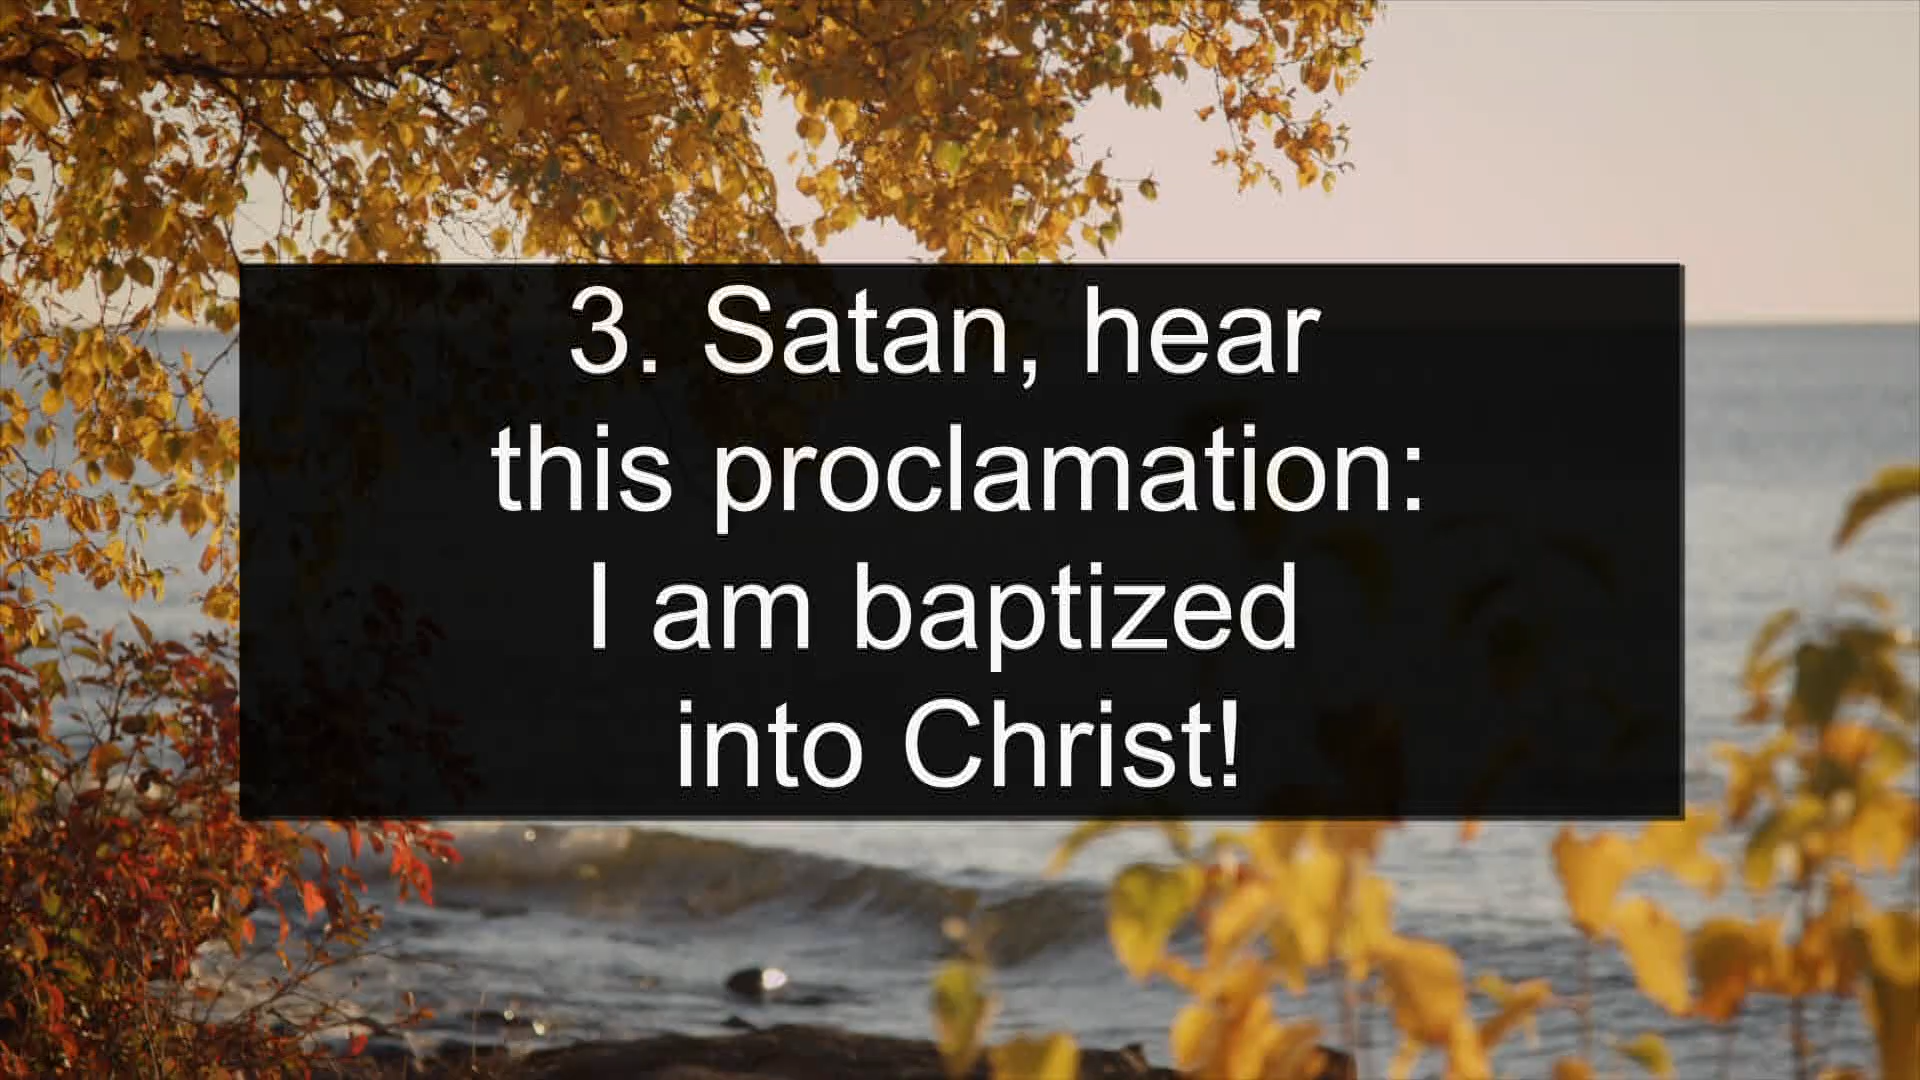 3. Satan, hear
this proclamation:
I am baptized
into Christ!